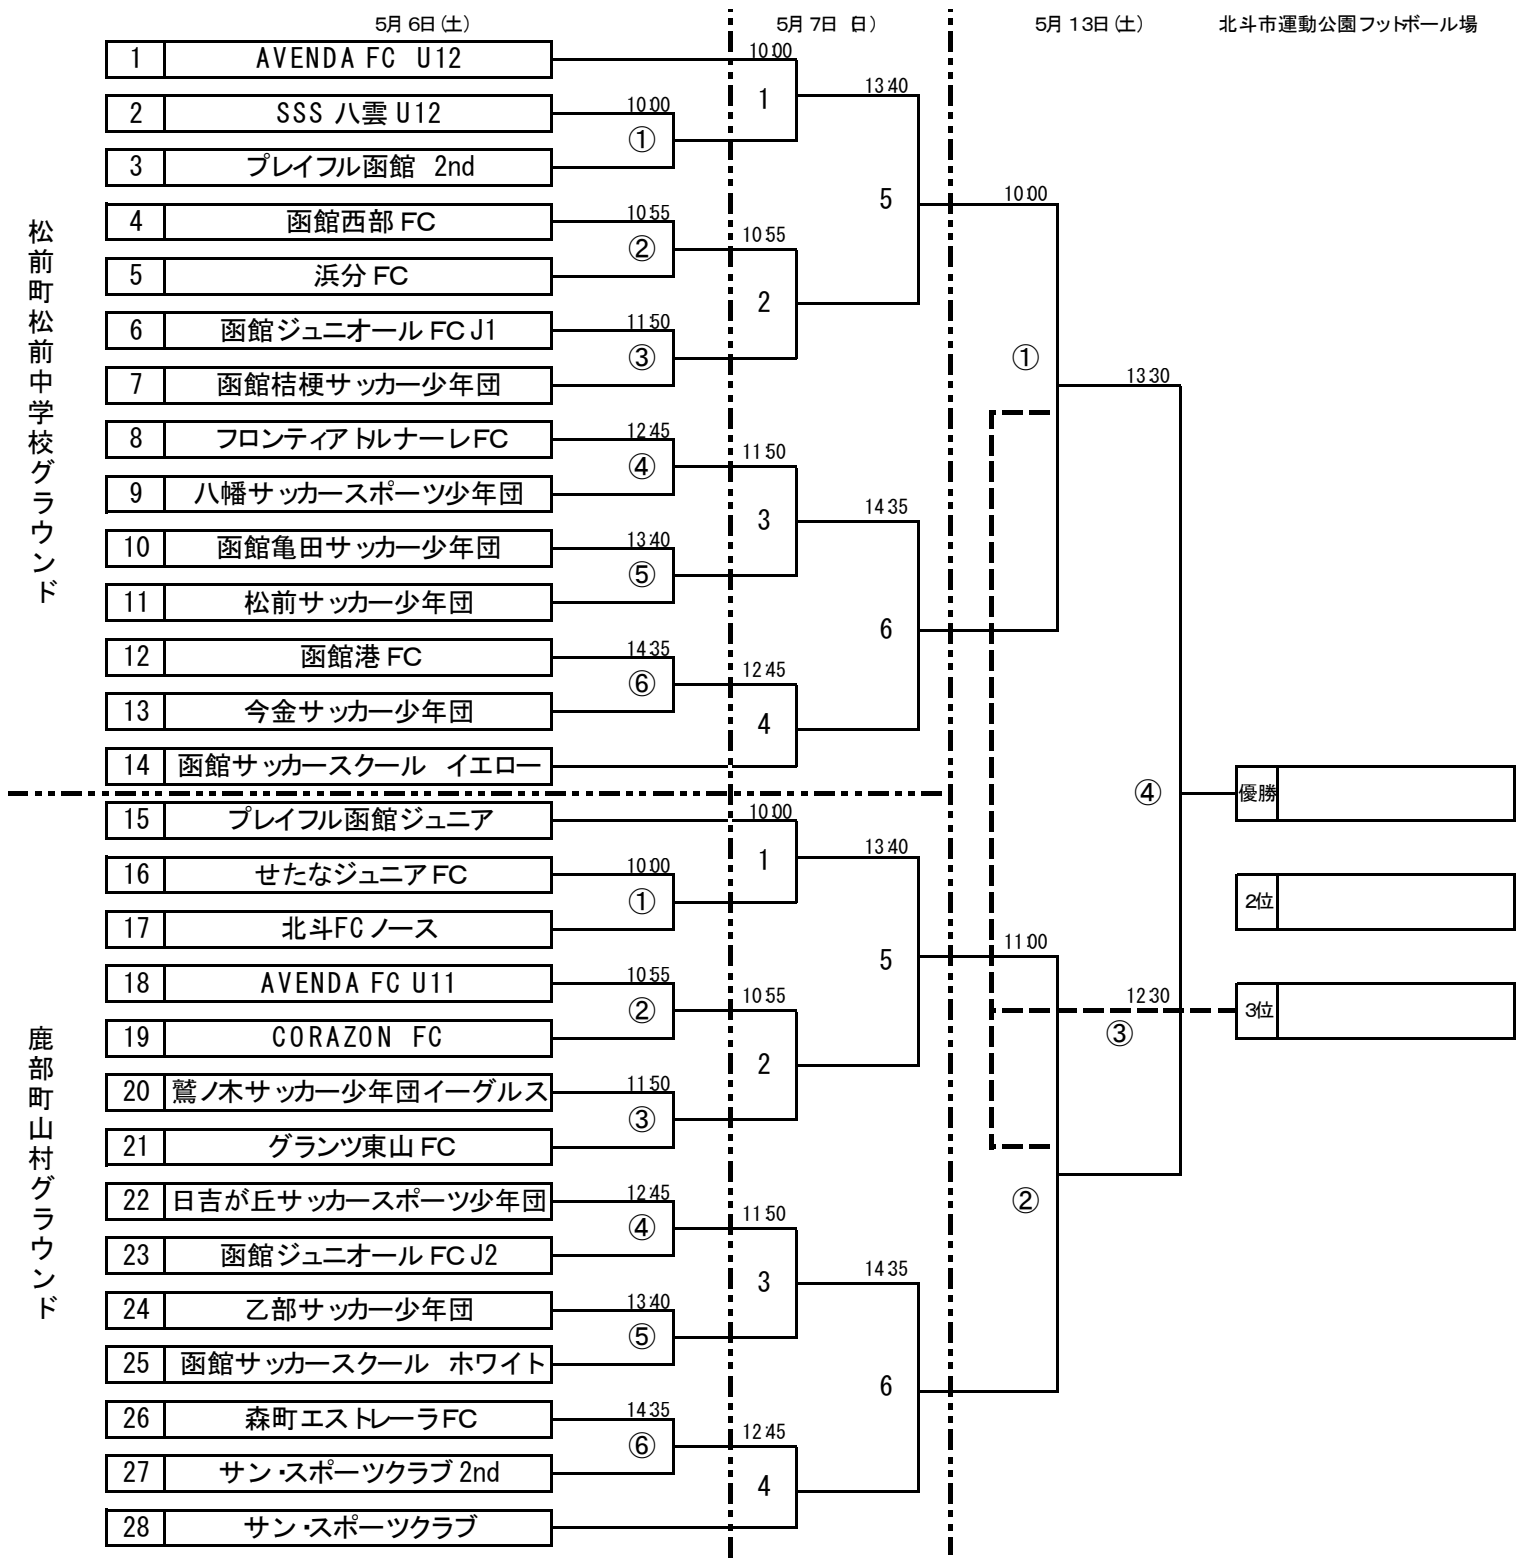 5月6日(土)
5月7日(日)
5月13日(土)
北斗市運動公園フットボール場
松前町松前中学校グラウンド
1 AVENDA FC U12
2 SSS 八雲 U12
3 プレイフル函館 2nd
4 函館西部 FC
5 浜分 FC
6 函館ジュニオール FC J1
7 函館桔梗サッカー少年団
8 フロンティアトルナーレFC
9 八幡サッカースポーツ少年団
10 函館亀田サッカー少年団
11 松前サッカー少年団
12 函館港 FC
13 今金サッカー少年団
14 函館サッカースクール イエロー
鹿部町山村グラウンド
15 プレイフル函館ジュニア
16 せたなジュニア FC
17 北斗FC ノース
18 AVENDA FC U11
19 CORAZON FC
20 鷲ノ木サッカー少年団イーグルス
21 グランツ東山 FC
22 日吉が丘サッカースポーツ少年団
23 函館ジュニオール FC J2
24 乙部サッカー少年団
25 函館サッカースクール ホワイト
26 森町エストレーラFC
27 サン・スポーツクラブ 2nd
28 サン・スポーツクラブ
10:00
①
10:55
②
11:50
③
12:45
④
13:40
⑤
14:35
⑥
10:00
①
10:55
②
11:50
③
12:45
④
13:40
⑤
14:35
⑥
10:00
1
10:55
2
11:50
3
12:45
4
10:00
1
10:55
2
11:50
3
12:45
4
13:40
5
14:35
6
13:40
5
14:35
6
10:00
①
11:00
②
13:30
④
12:30
③
優勝
2位
3位